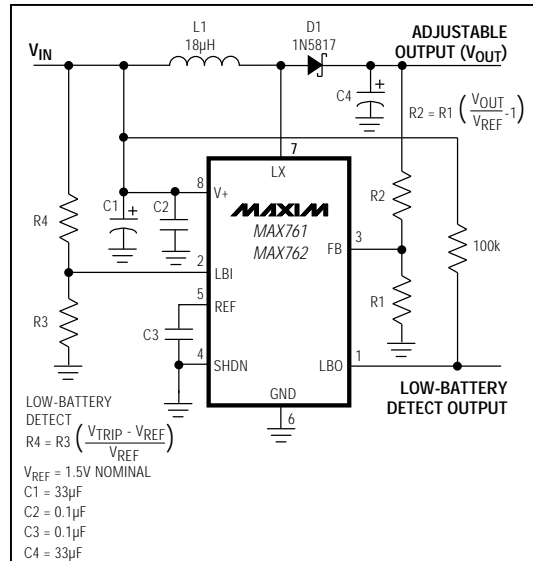 L1
18µH
D1
1N5817
ADJUSTABLE
OUTPUT (VOUT)
VIN
C4
+
R2 = R1 (VOUT/VREF -1)
7
LX
8
V+
C1
+
C2
R4
MAXIM
MAX761
MAX762
R2
3
FB
100k
2
LBI
5
REF
R3
R1
C3
4
SHDN
1
LBO
GND
6
LOW-BATTERY
DETECT OUTPUT
LOW-BATTERY
DETECT
R4 = R3 (VTRIP - VREF/VREF)
VREF = 1.5V NOMINAL
C1 = 33µF
C2 = 0.1µF
C3 = 0.1µF
C4 = 33µF